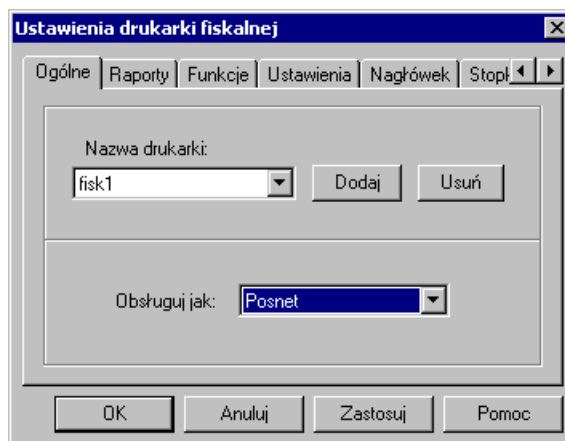 Ustawienia drukarki fiskalnej
Ogólne Raporty Funkcje Ustawienia Nagłówek
Nazwa drukarki:
fisk1 Dodaj Usuń
Obsługuj jak: Posnet
OK Anuluj Zastosuj Pomoc